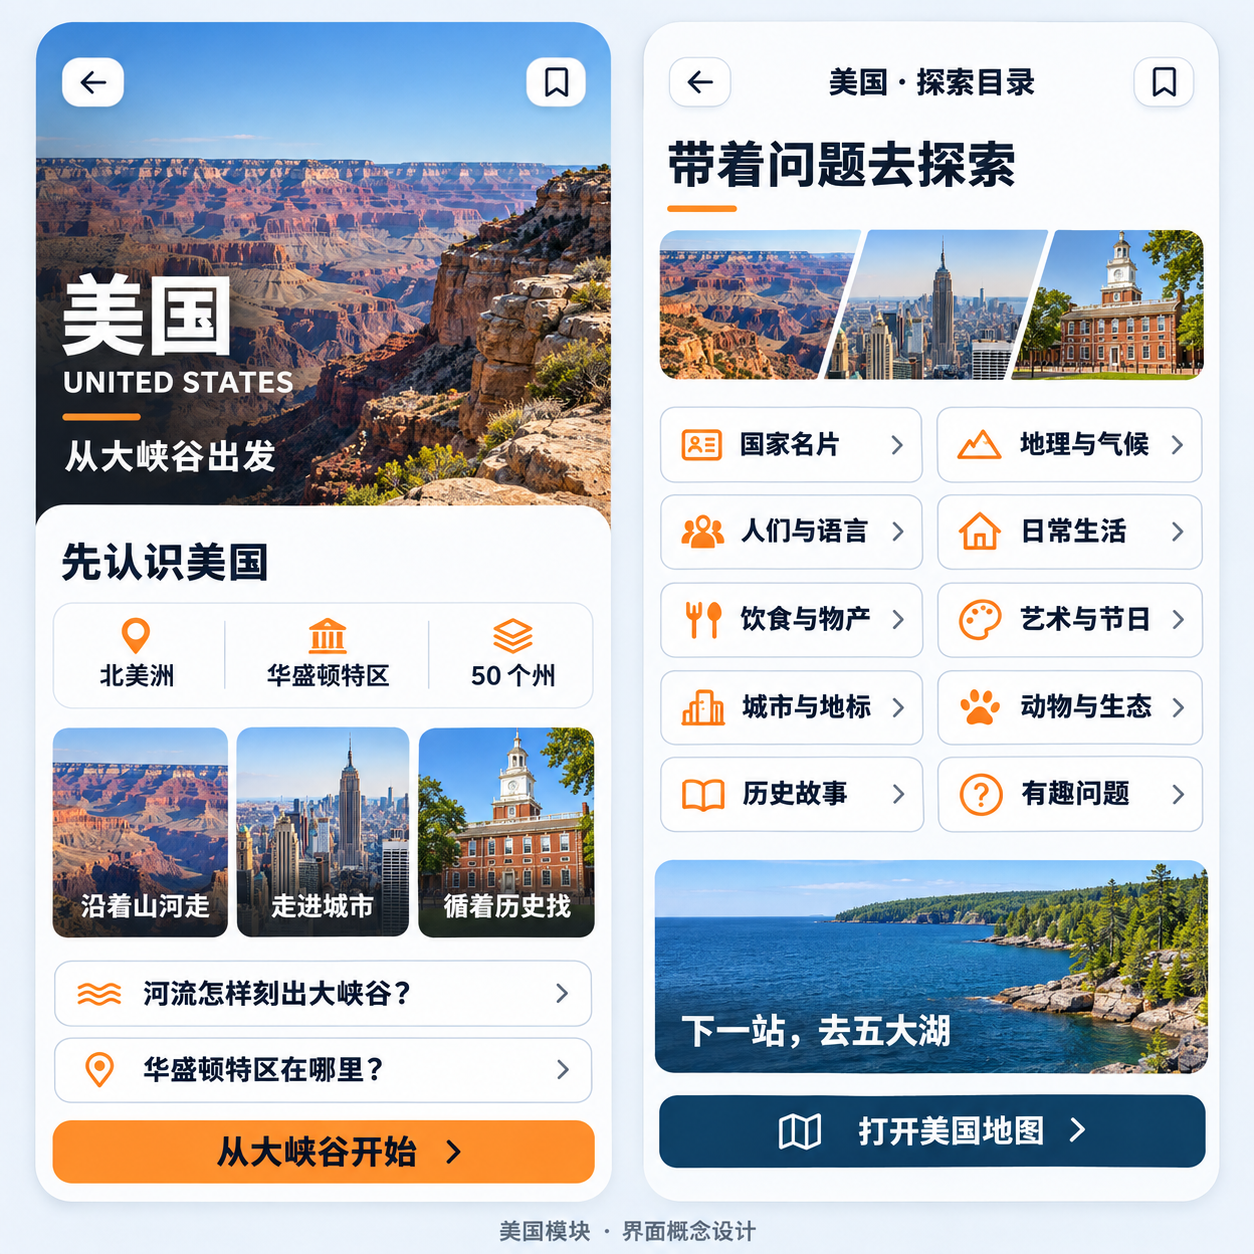 美国
UNITED STATES
从大峡谷出发
先认识美国
北美洲
华盛顿特区
50 个州
沿着山河走
走进城市
循着历史找
河流怎样刻出大峡谷？
华盛顿特区在哪里？
从大峡谷开始
美国 · 探索目录
带着问题去探索
国家名片
地理与气候
人们与语言
日常生活
饮食与物产
艺术与节日
城市与地标
动物与生态
历史故事
有趣问题
下一站，去五大湖
打开美国地图
美国模块 · 界面概念设计